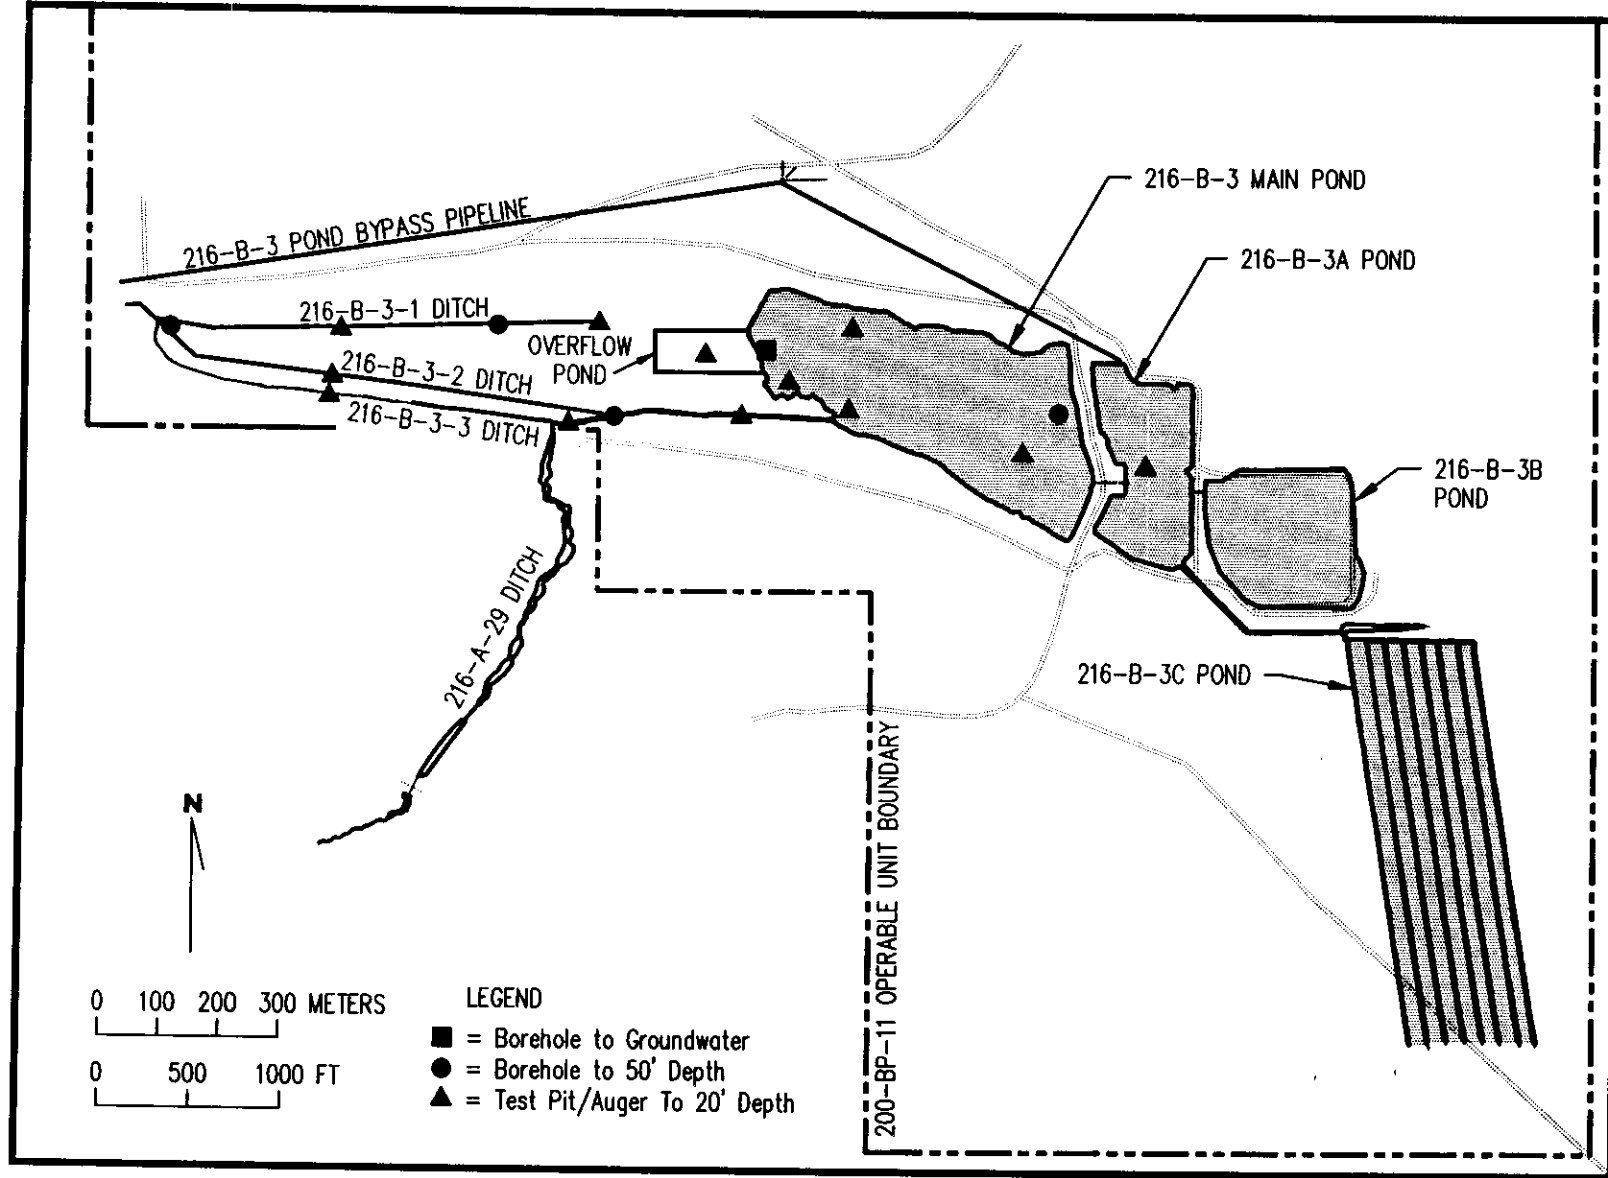 216-B-3 MAIN POND
216-B-3 POND BYPASS PIPELINE
216-B-3A POND
216-B-3-1 DITCH
OVERFLOW
POND
216-B-3-2 DITCH
216-B-3-3 DITCH
216-B-3B
POND
216-A-29 DITCH
216-B-3C POND
200-BP-11 OPERABLE UNIT BOUNDARY
N
0 100 200 300 METERS
0 500 1000 FT
LEGEND
= Borehole to Groundwater
= Borehole to 50' Depth
= Test Pit/Auger To 20' Depth